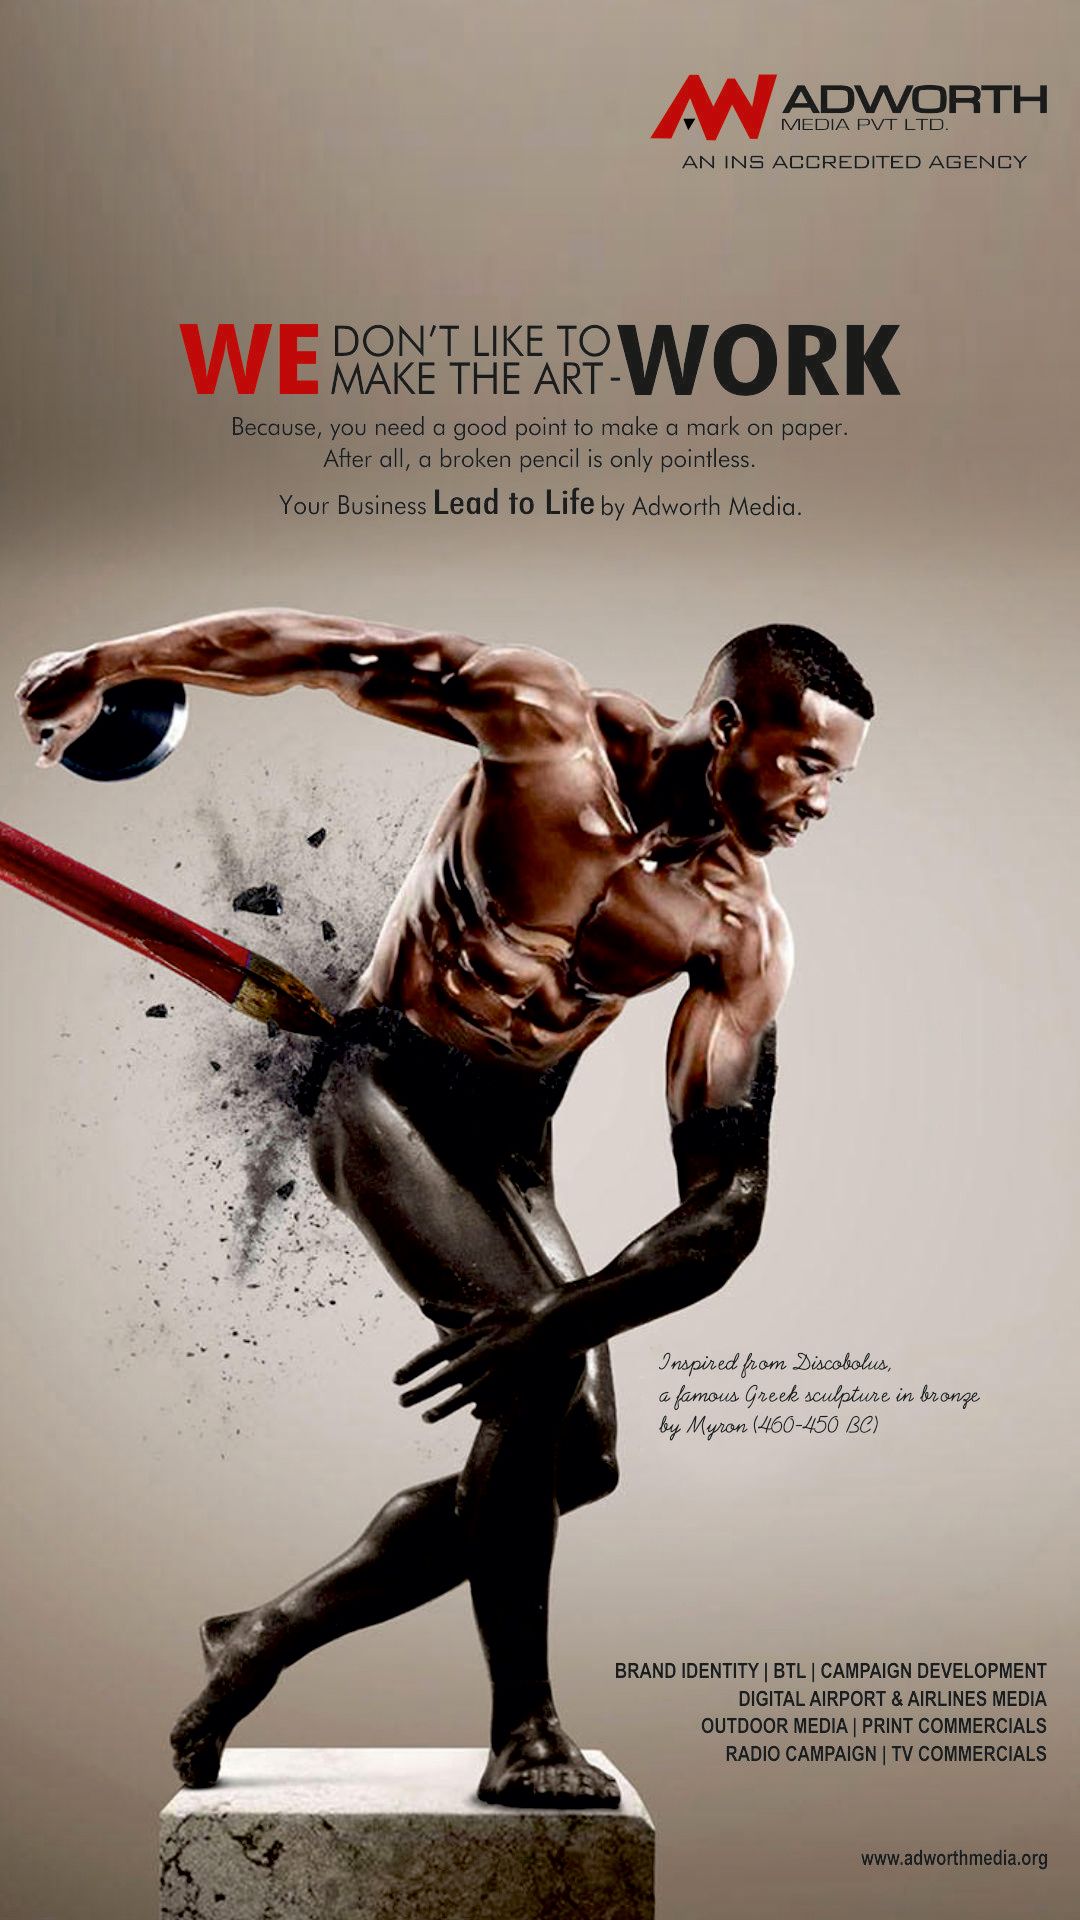 AW ADWORTH
MEDIA PVT LTD.
AN INS ACCREDITED AGENCY
WE DON'T LIKE TO
MAKE THE ART - WORK
Because, you need a good point to make a mark on paper.
After all, a broken pencil is only pointless.
Your Business Lead to Life by Adworth Media.
Inspired from Discobolus,
a famous Greek sculpture in bronze
by Myron (460-450 BC)
BRAND IDENTITY | BTL | CAMPAIGN DEVELOPMENT
DIGITAL AIRPORT & AIRLINES MEDIA
OUTDOOR MEDIA | PRINT COMMERCIALS
RADIO CAMPAIGN | TV COMMERCIALS
www.adworthmedia.org